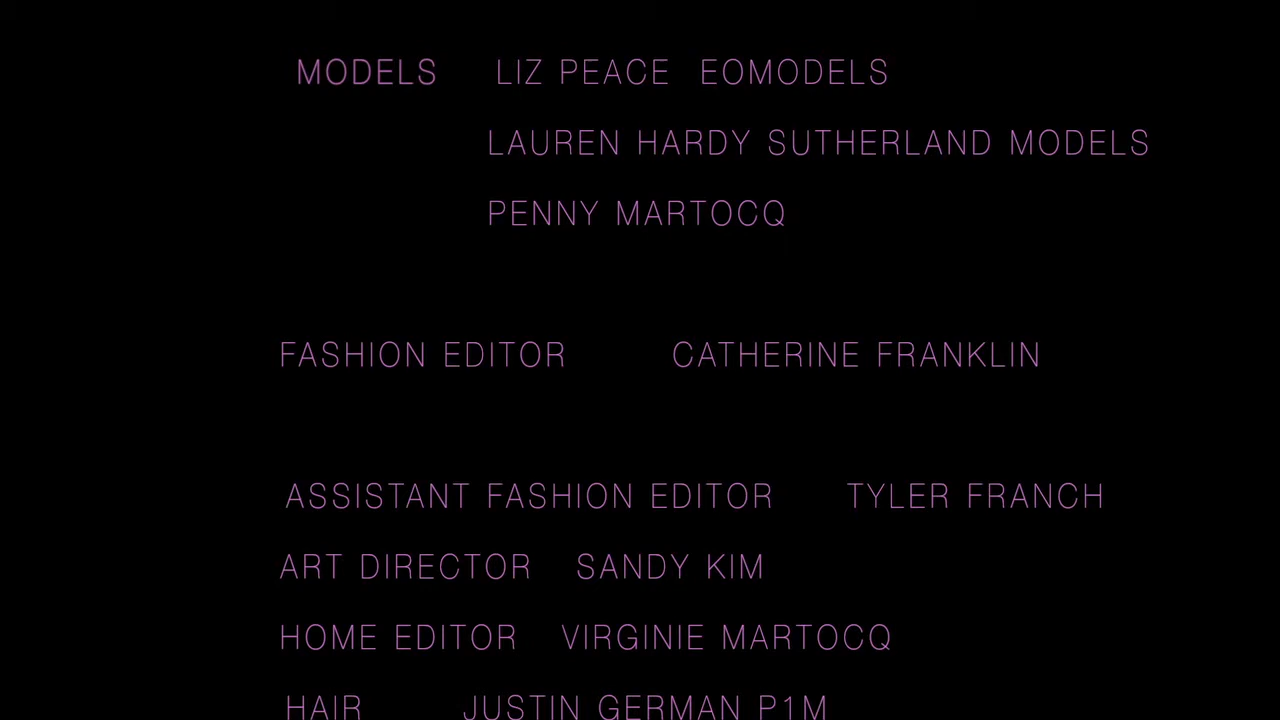 MODELS LIZ PEACE EOMODELS
LAUREN HARDY SUTHERLAND MODELS
PENNY MARTOCQ
FASHION EDITOR CATHERINE FRANKLIN
ASSISTANT FASHION EDITOR TYLER FRANCH
ART DIRECTOR SANDY KIM
HOME EDITOR VIRGINIE MARTOCQ
HAIR JUSTIN GERMAN P1M